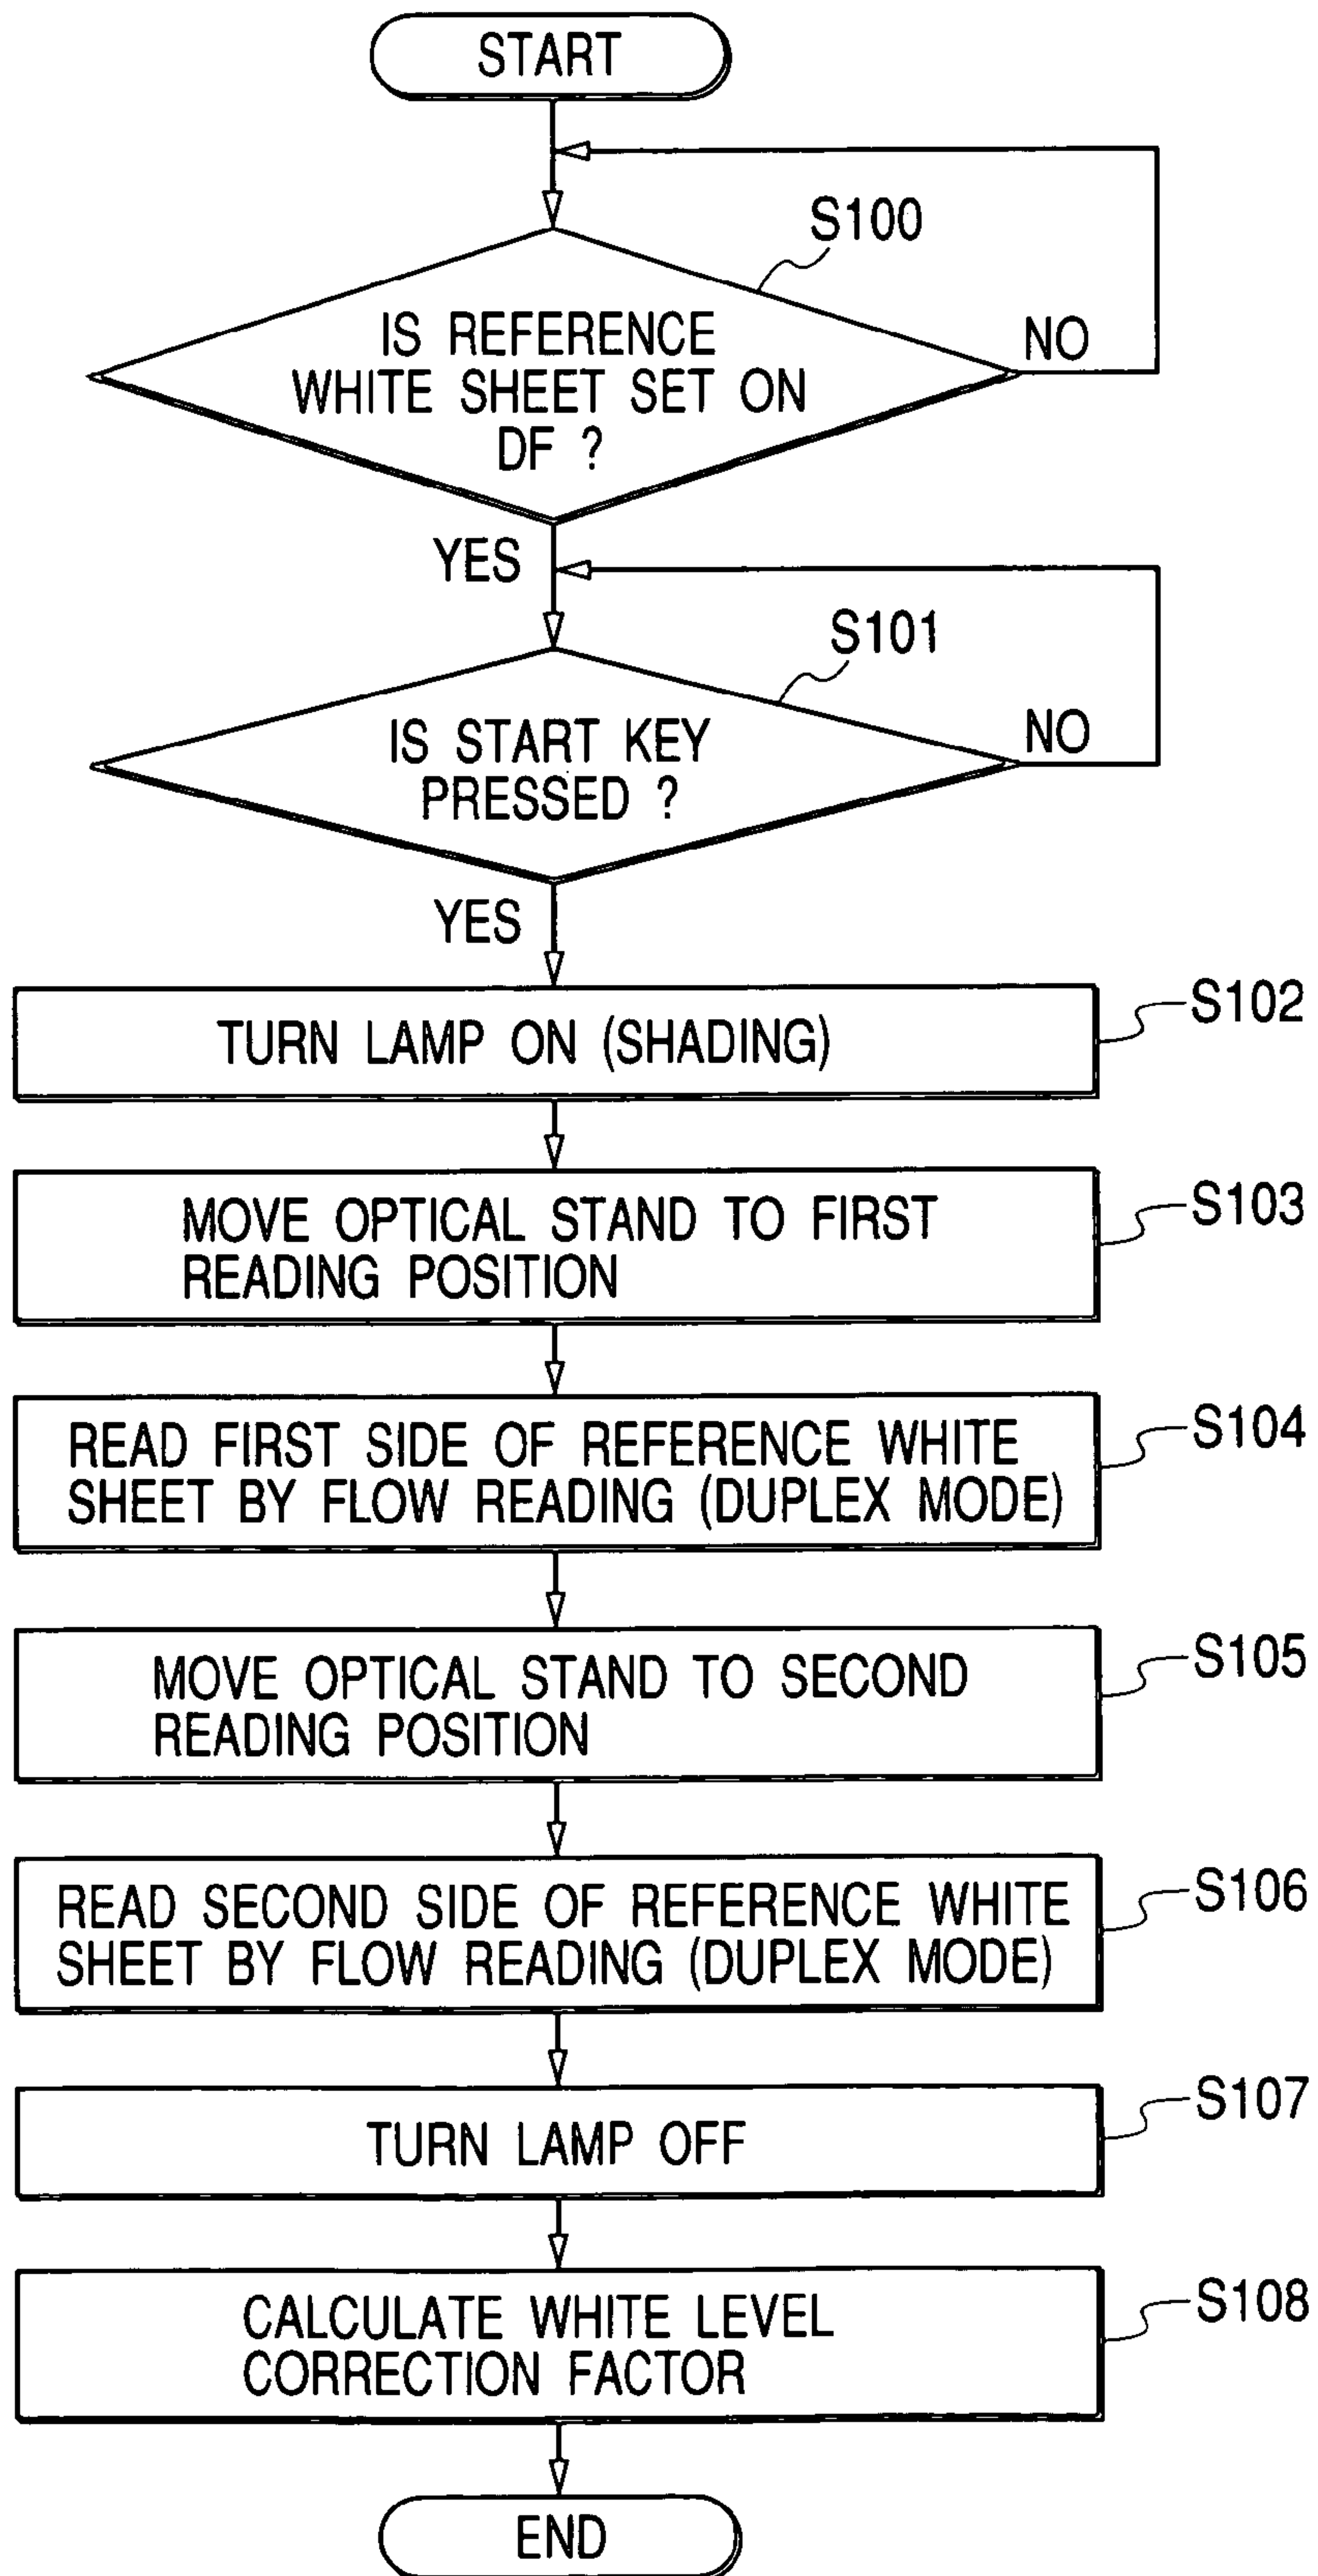 START
S100
IS REFERENCE
WHITE SHEET SET ON
DF ?
NO
YES
S101
IS START KEY
PRESSED ?
NO
YES
TURN LAMP ON (SHADING)
S102
MOVE OPTICAL STAND TO FIRST
READING POSITION
S103
READ FIRST SIDE OF REFERENCE WHITE
SHEET BY FLOW READING (DUPLEX MODE)
S104
MOVE OPTICAL STAND TO SECOND
READING POSITION
S105
READ SECOND SIDE OF REFERENCE WHITE
SHEET BY FLOW READING (DUPLEX MODE)
S106
TURN LAMP OFF
S107
CALCULATE WHITE LEVEL
CORRECTION FACTOR
S108
END